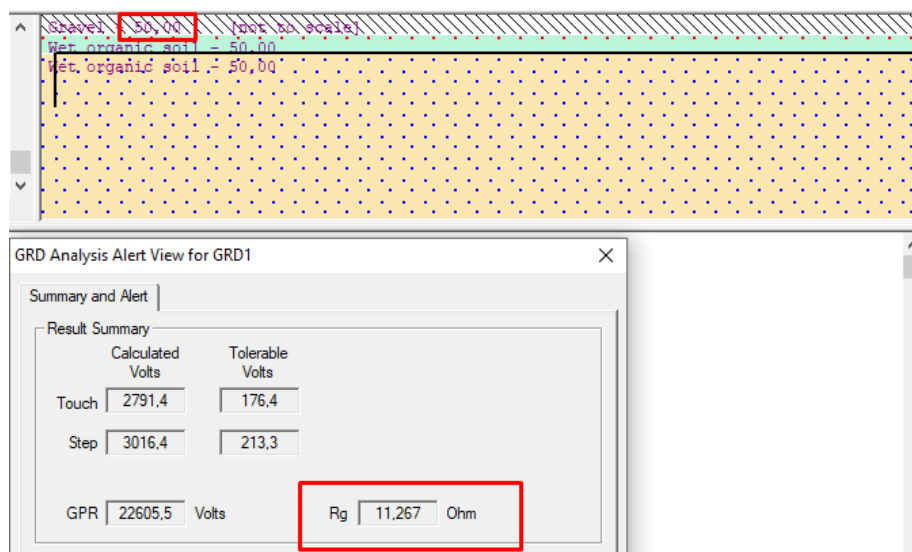 Gravel - 50,00 [not to scale]
Wet organic soil - 50,00
Wet organic soil - 50,00
GRD Analysis Alert View for GRD1
Summary and Alert
Result Summary
Calculated Volts Tolerable Volts
Touch 2791,4 176,4
Step 3016,4 213,3
GPR 22605,5 Volts Rg 11,267 Ohm